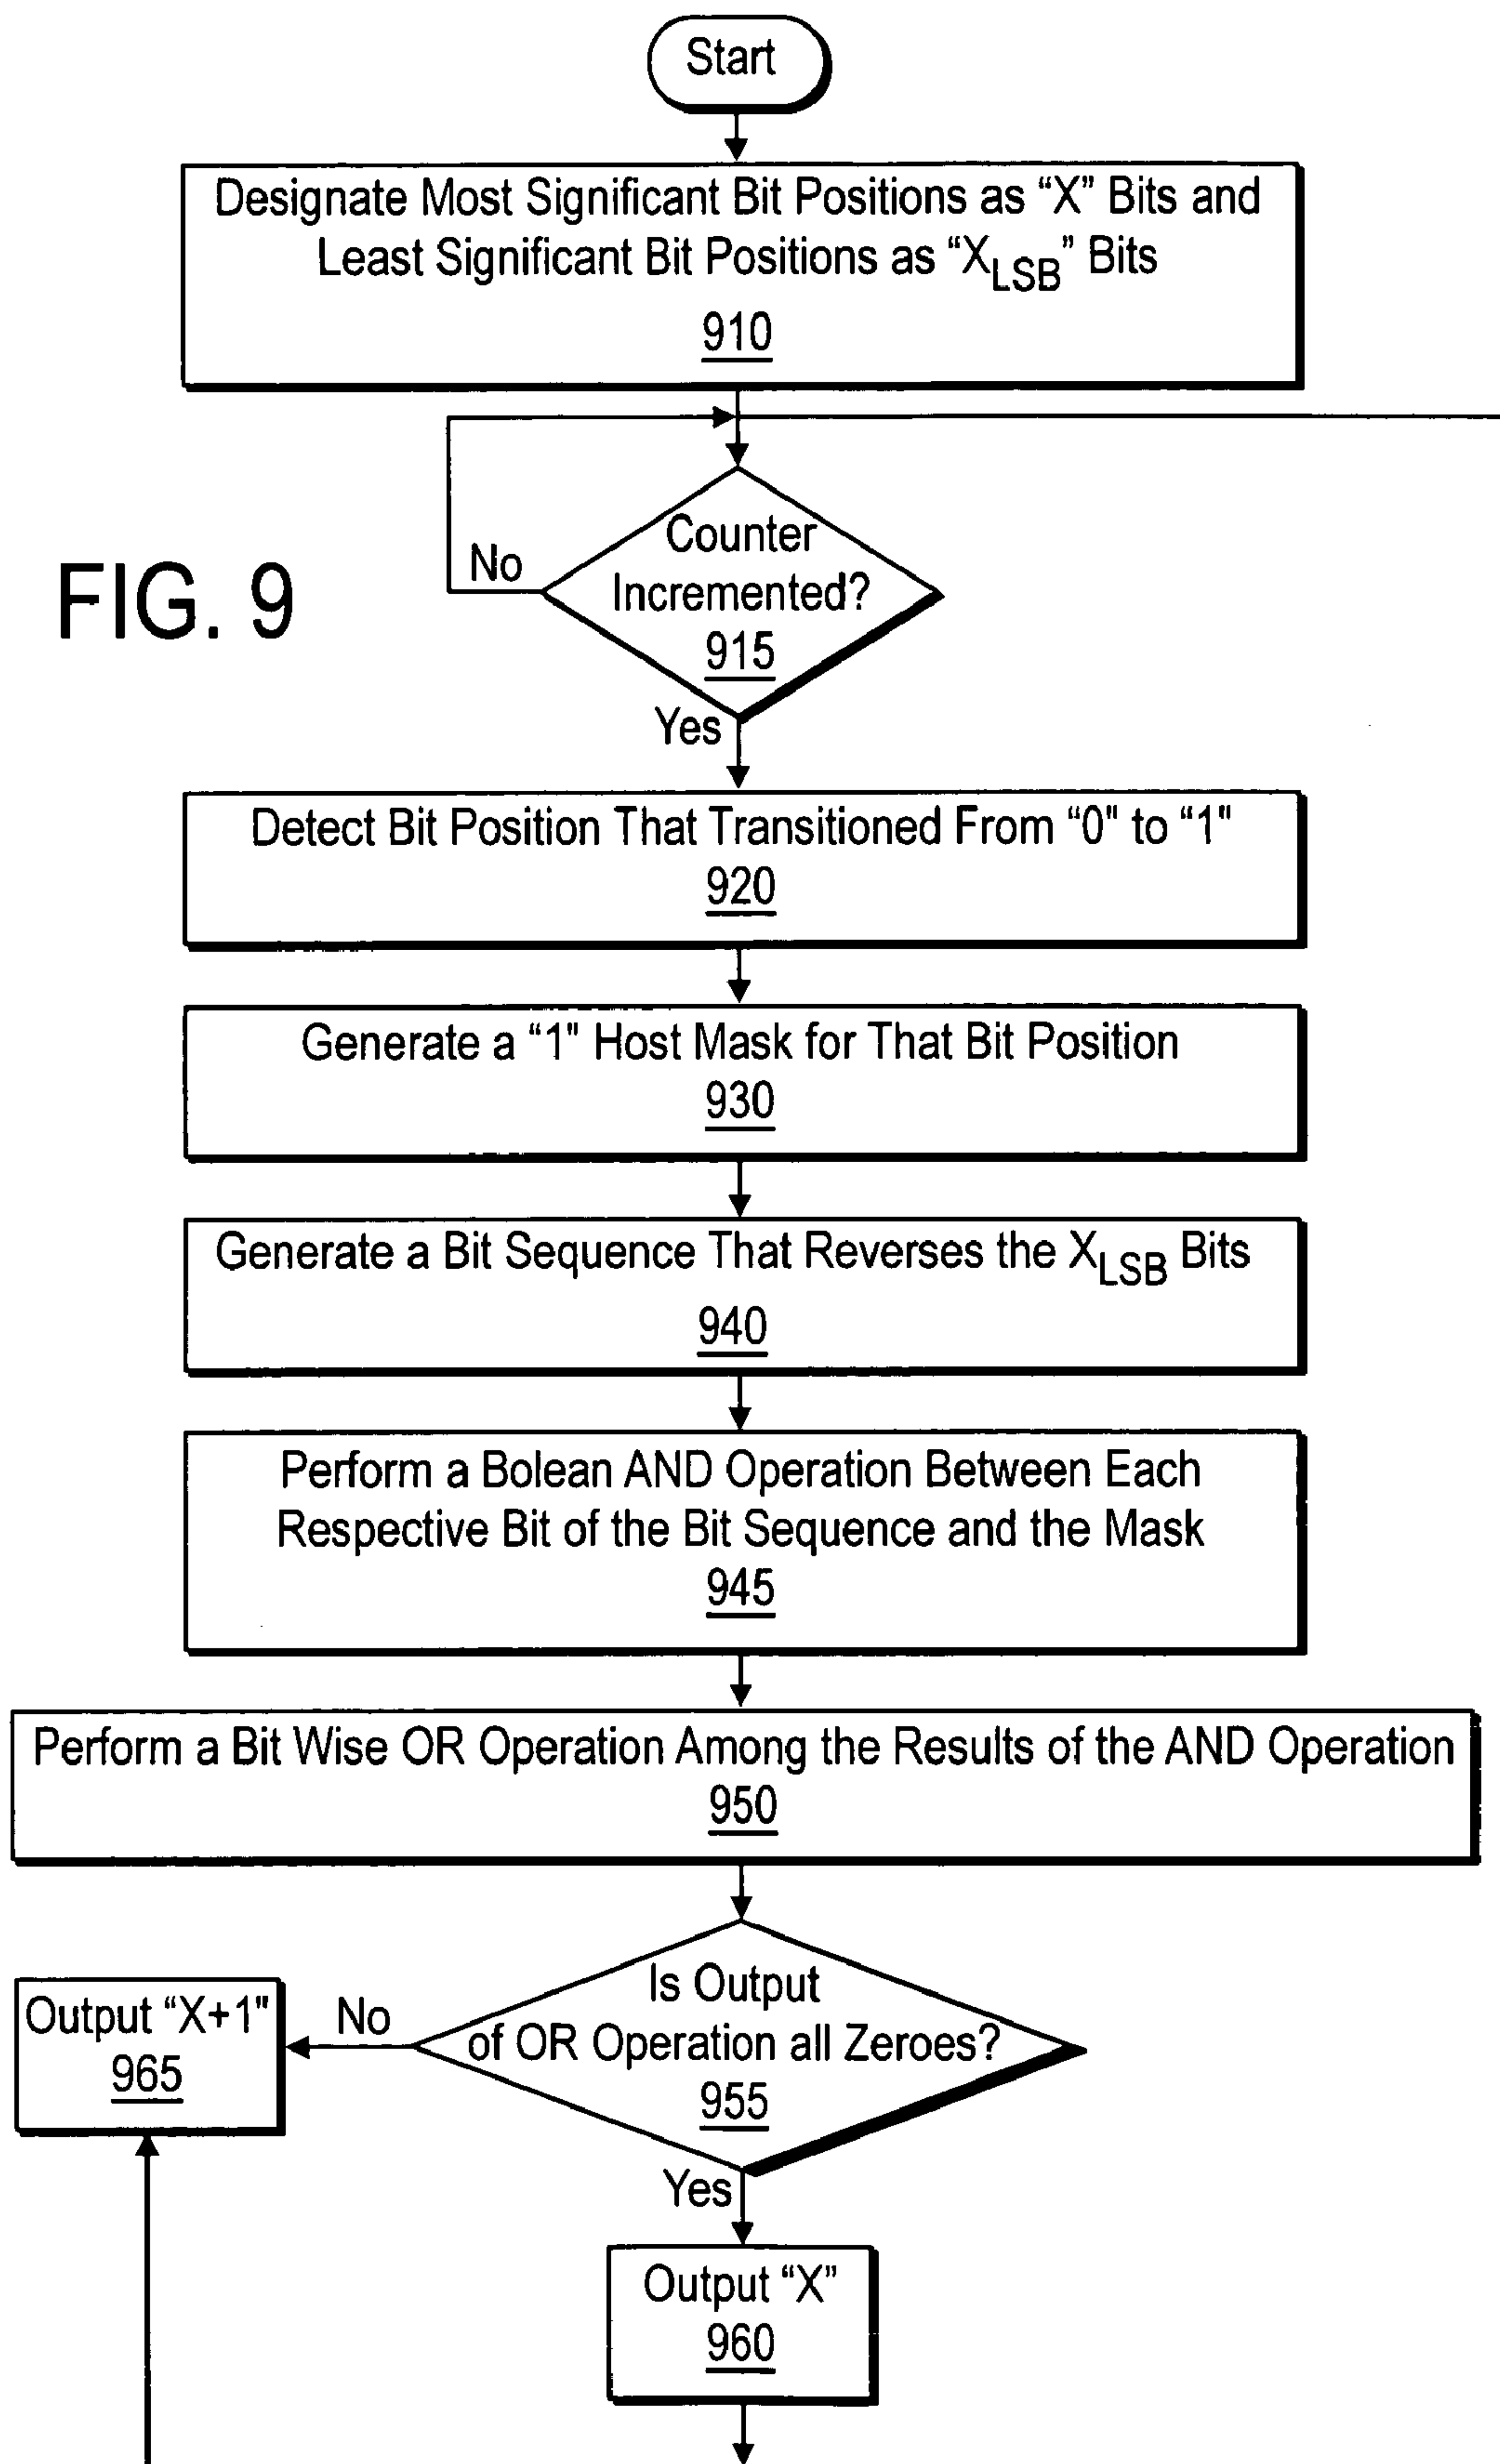 Start
Designate Most Significant Bit Positions as “X” Bits and
Least Significant Bit Positions as “X_LSB” Bits
910
Counter
Incremented?
915
No
FIG. 9
Yes
Detect Bit Position That Transitioned From “0" to “1"
920
Generate a “1" Host Mask for That Bit Position
930
Generate a Bit Sequence That Reverses the X_LSB Bits
940
Perform a Bolean AND Operation Between Each
Respective Bit of the Bit Sequence and the Mask
945
Perform a Bit Wise OR Operation Among the Results of the AND Operation
950
Is Output
of OR Operation all Zeroes?
955
No
Output “X+1"
965
Yes
Output “X”
960